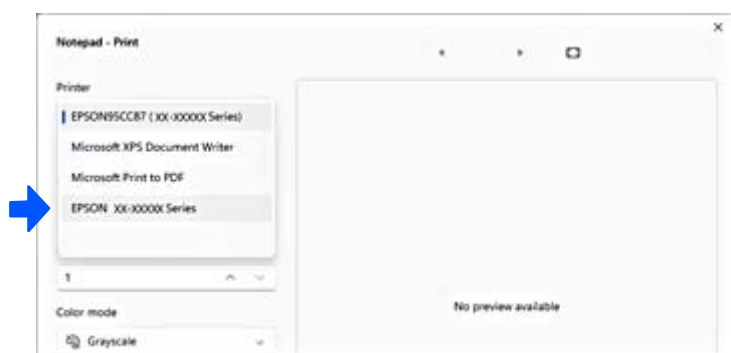 Notepad - Print
Printer
EPSON95CC87 ( XX-XXXXX Series)
Microsoft XPS Document Writer
Microsoft Print to PDF
EPSON XX-XXXXX Series
1
Color mode
Grayscale
No preview available